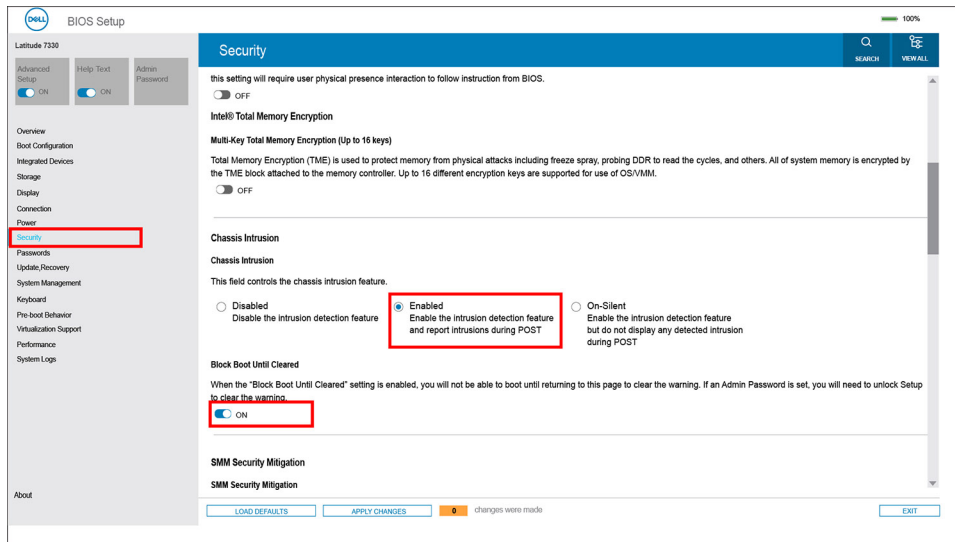 DELL
BIOS Setup
100%
Latitude 7330
Advanced
Setup
ON
Help Text
ON
Admin
Password
Security
SEARCH
VIEW ALL
Overview
Boot Configuration
Integrated Devices
Storage
Display
Connection
Power
Security
Passwords
Update,Recovery
System Management
Keyboard
Pre-boot Behavior
Virtualization Support
Performance
System Logs
About
this setting will require user physical presence interaction to follow instruction from BIOS.
OFF
Intel® Total Memory Encryption
Multi-Key Total Memory Encryption (Up to 16 keys)
Total Memory Encryption (TME) is used to protect memory from physical attacks including freeze spray, probing DDR to read the cycles, and others. All of system memory is encrypted by
the TME block attached to the memory controller. Up to 16 different encryption keys are supported for use of OS/VMM.
OFF
Chassis Intrusion
Chassis Intrusion
This field controls the chassis intrusion feature.
Disabled
Disable the intrusion detection feature
Enabled
Enable the intrusion detection feature
and report intrusions during POST
On-Silent
Enable the intrusion detection feature
but do not display any detected intrusion
during POST
Block Boot Until Cleared
When the "Block Boot Until Cleared" setting is enabled, you will not be able to boot until returning to this page to clear the warning. If an Admin Password is set, you will need to unlock Setup
to clear the warning.
ON
SMM Security Mitigation
SMM Security Mitigation
LOAD DEFAULTS
APPLY CHANGES
0
changes were made
EXIT